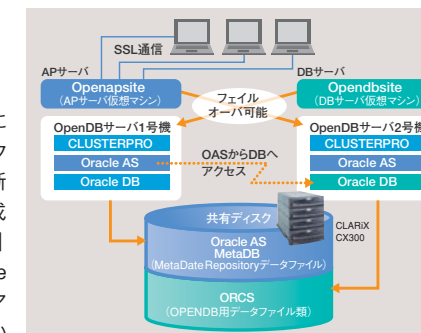 SSL通信
APサーバ
Openapsite
(APサーバ仮想マシン)
DBサーバ
Opendbsite
(DBサーバ仮想マシン)
フェイル
オーバ可能
OpenDBサーバ1号機
CLUSTERPRO
Oracle AS
Oracle DB
OpenDBサーバ2号機
CLUSTERPRO
Oracle AS
Oracle DB
OASからDBへ
アクセス
共有ディスク
Oracle AS
MetaDB
(MetaDate Repositoryデータファイル)
ORCS
(OPENDB用データファイル類)
CLARiX
CX300
に
ク
新
成
e
ア